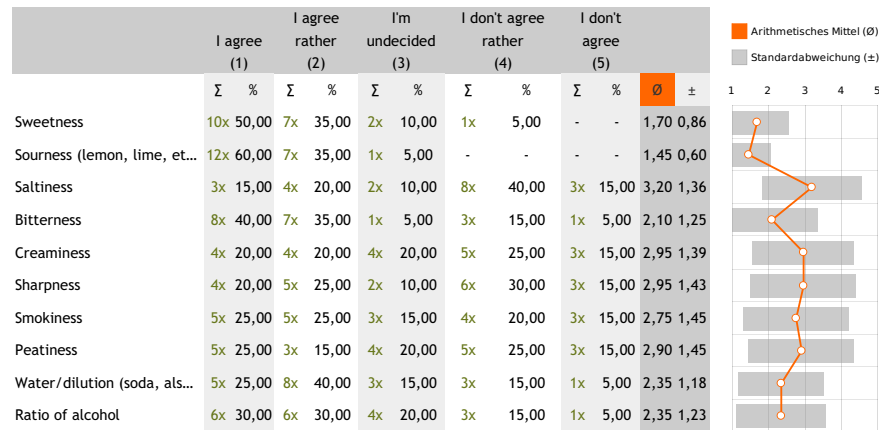 I agree (1) I agree rather (2) I'm undecided (3) I don't agree rather (4) I don't agree (5)
Σ % Σ % Σ % Σ % Σ % Ø ±
Sweetness 10x 50,00 7x 35,00 2x 10,00 1x 5,00 - - 1,70 0,86
Sourness (lemon, lime, et... 12x 60,00 7x 35,00 1x 5,00 - - - - 1,45 0,60
Saltiness 3x 15,00 4x 20,00 2x 10,00 8x 40,00 3x 15,00 3,20 1,36
Bitterness 8x 40,00 7x 35,00 1x 5,00 3x 15,00 1x 5,00 2,10 1,25
Creaminess 4x 20,00 4x 20,00 4x 20,00 5x 25,00 3x 15,00 2,95 1,39
Sharpness 4x 20,00 5x 25,00 2x 10,00 6x 30,00 3x 15,00 2,95 1,43
Smokiness 5x 25,00 5x 25,00 3x 15,00 4x 20,00 3x 15,00 2,75 1,45
Peatiness 5x 25,00 3x 15,00 4x 20,00 5x 25,00 3x 15,00 2,90 1,45
Water/dilution (soda, als... 5x 25,00 8x 40,00 3x 15,00 3x 15,00 1x 5,00 2,35 1,18
Ratio of alcohol 6x 30,00 6x 30,00 4x 20,00 3x 15,00 1x 5,00 2,35 1,23
Arithmetisches Mittel (Ø)
Standardabweichung (±)
1 2 3 4 5